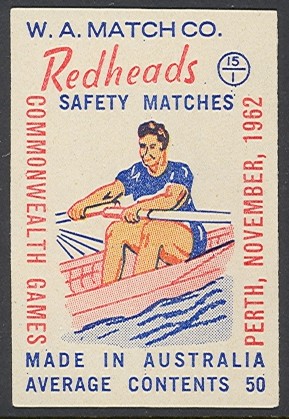 W. A. MATCH CO.
Redheads
15
1
SAFETY MATCHES
COMMONWEALTH GAMES
PERTH, NOVEMBER, 1962
MADE IN AUSTRALIA
AVERAGE CONTENTS 50